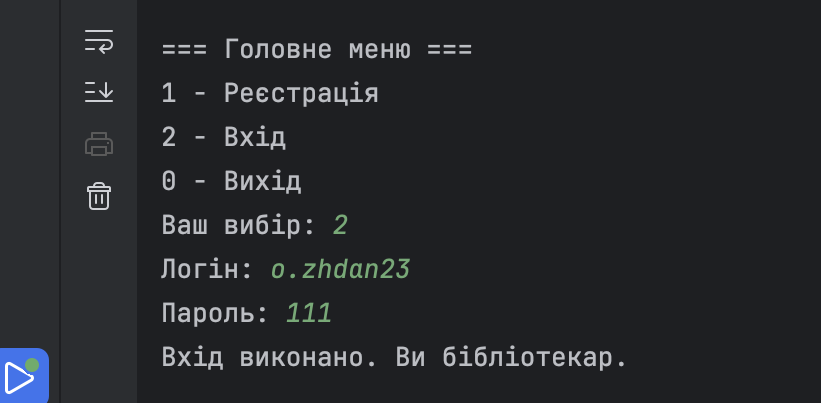 === Головне меню ===
1 - Реєстрація
2 - Вхід
0 - Вихід
Ваш вибір: 2
Логін: o.zhdan23
Пароль: 111
Вхід виконано. Ви бібліотекар.